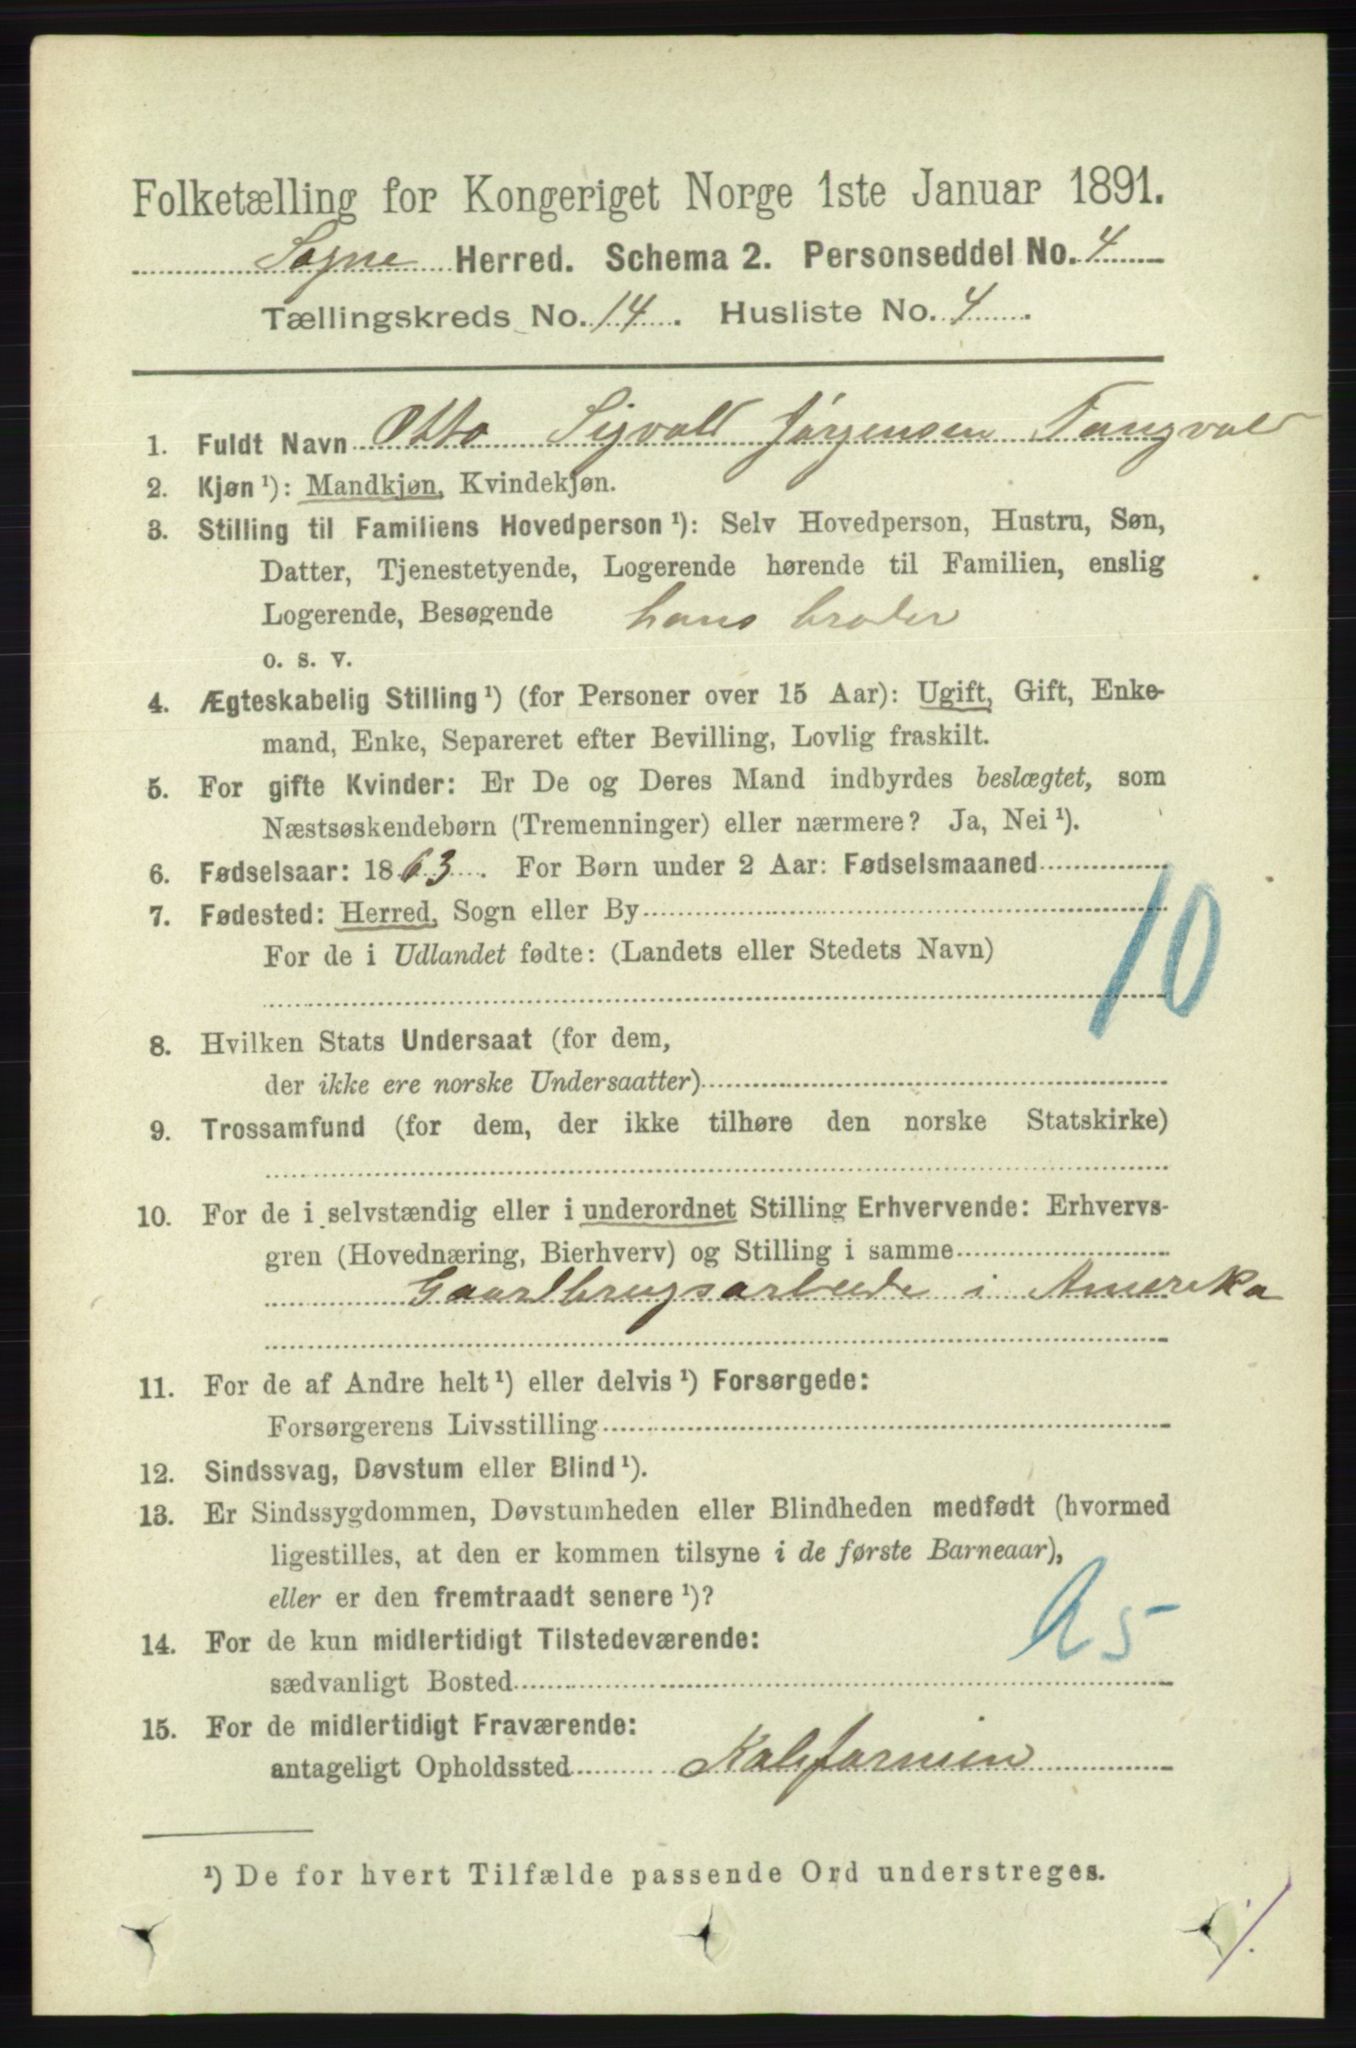 Folketælling for Kongeriget Norge 1ste Januar 1891.
Søgne Herred. Schema 2. Personseddel No. 4
Tællingskreds No. 14. Husliste No. 4
1. Fuldt Navn Otto Sigvald Jørgensen Tangvald
2. Kjøn ¹): Mandkjøn, Kvindekjøn.
3. Stilling til Familiens Hovedperson ¹): Selv Hovedperson, Hustru, Søn,
Datter, Tjenestetyende, Logerende hørende til Familien, enslig
Logerende, Besøgende hans broder
o. s. v.
4. Ægteskabelig Stilling ¹) (for Personer over 15 Aar): Ugift, Gift, Enke-
mand, Enke, Separeret efter Bevilling, Lovlig fraskilt.
5. For gifte Kvinder: Er De og Deres Mand indbyrdes beslægtet, som
Næstsøskendebørn (Tremenninger) eller nærmere? Ja, Nei ¹).
6. Fødselsaar: 1863. For Børn under 2 Aar: Fødselsmaaned
7. Fødested: Herred, Sogn eller By
10
For de i Udlandet fødte: (Landets eller Stedets Navn)
8. Hvilken Stats Undersaat (for dem,
der ikke ere norske Undersaatter)
9. Trossamfund (for dem, der ikke tilhøre den norske Statskirke)
10. For de i selvstændig eller i underordnet Stilling Erhvervende: Erhvervs-
gren (Hovednæring, Bierhverv) og Stilling i samme
Gaardbrugsarbeide i Amerika
11. For de af Andre helt ¹) eller delvis ¹) Forsørgede:
Forsørgerens Livsstilling
12. Sindssvag, Døvstum eller Blind ¹).
13. Er Sindssygdommen, Døvstumheden eller Blindheden medfødt (hvormed
ligestilles, at den er kommen tilsyne i de første Barneaar),
eller er den fremtraadt senere ¹)?
14. For de kun midlertidigt Tilstedeværende:
sædvanligt Bosted
15. For de midlertidigt Fraværende:
antageligt Opholdssted Kalifornien
¹) De for hvert Tilfælde passende Ord understreges.